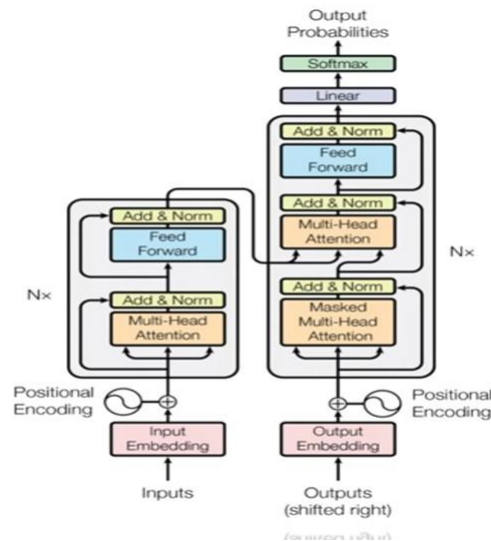 Output
Probabilities
Softmax
Linear
Add & Norm
Feed
Forward
Add & Norm
Multi-Head
Attention
Nx
Add & Norm
Masked
Multi-Head
Attention
Add & Norm
Feed
Forward
Nx
Add & Norm
Multi-Head
Attention
Positional
Encoding
Positional
Encoding
Input
Embedding
Output
Embedding
Inputs
Outputs
(shifted right)
(shifted right)